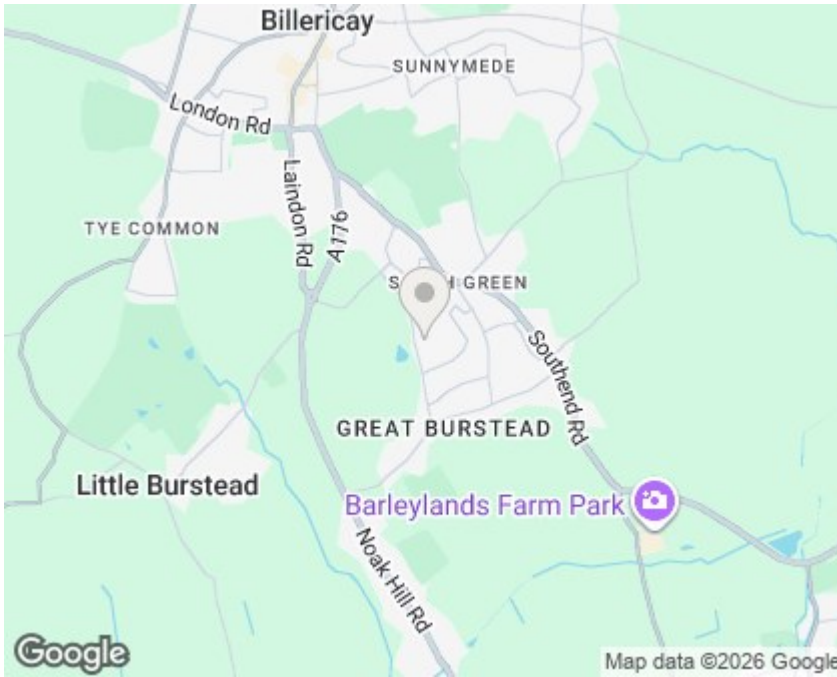 Billericay
SUNNYMEDE
London Rd
Laindon Rd
A176
TYE COMMON
S H GREEN
Southend Rd
GREAT BURSTEAD
Little Burstead
Barleylands Farm Park
Noak Hill Rd
Google
Map data ©2026 Google